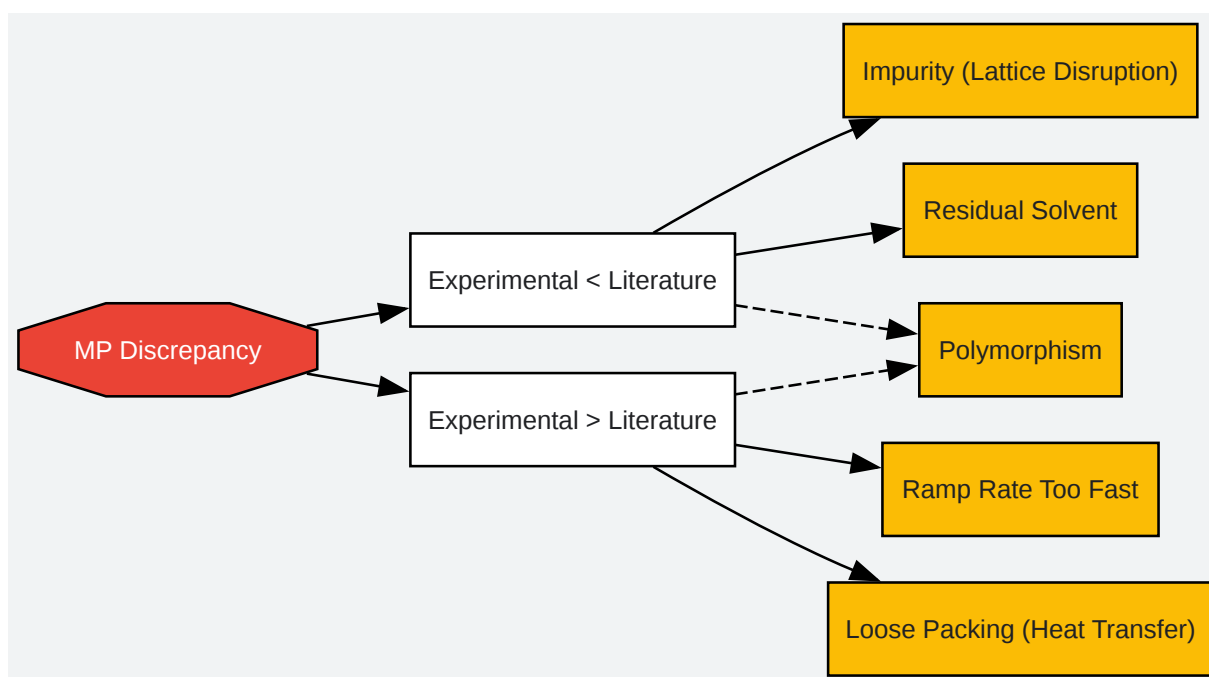 MP Discrepancy
Experimental < Literature
Experimental > Literature
Impurity (Lattice Disruption)
Residual Solvent
Polymorphism
Ramp Rate Too Fast
Loose Packing (Heat Transfer)